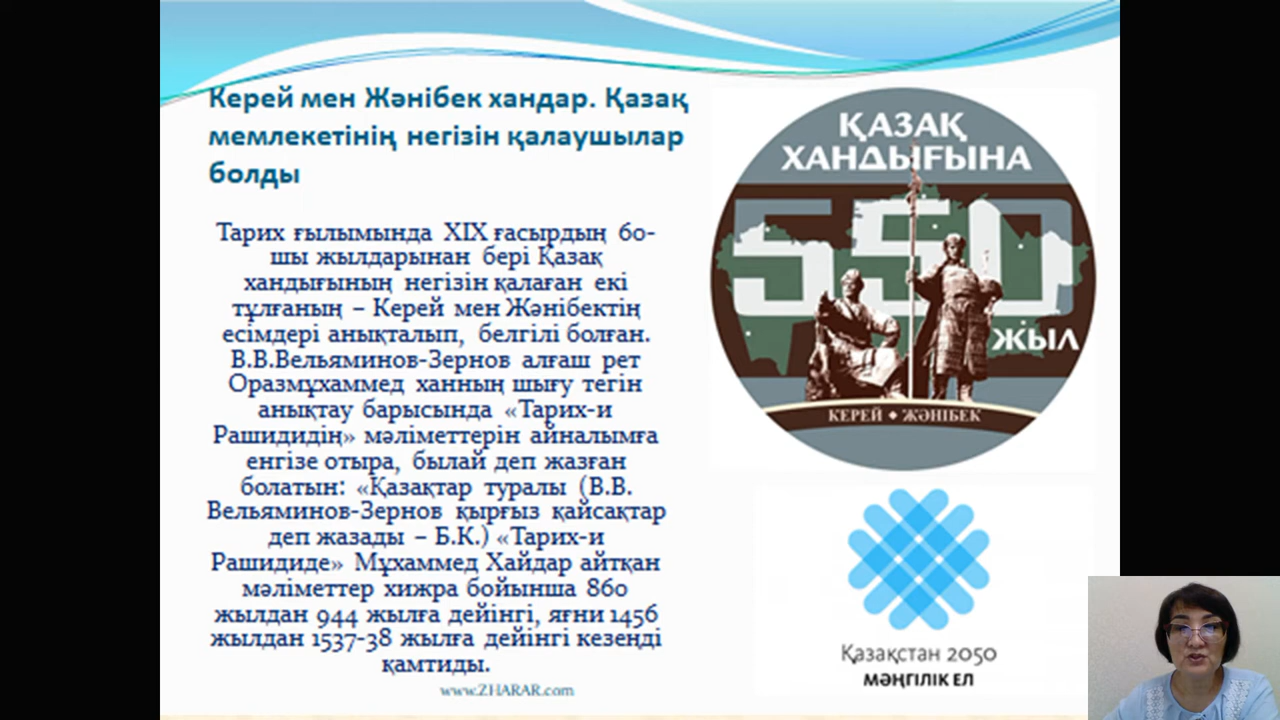 Керей мен Жәнібек хандар. Қазақ
мемлекетінің негізін қалаушылар
болды
Тарих ғылымында XIX ғасырдың 60-
шы жылдарынан бері Қазақ
хандығының негізін қалаған екі
тұлғаның – Керей мен Жәнібектің
есімдері анықталып, белгілі болған.
В.В.Вельяминов-Зернов алғаш рет
Оразмұхаммед ханның шығу тегін
анықтау барысында «Тарих-и
Рашидидің» мәліметтерін айналымға
енгізе отыра, былай деп жазған
болатын: «Қазақтар туралы (В.В.
Вельяминов-Зернов қырғыз қайсақтар
деп жазады – Б.К.) «Тарих-и
Рашидиде» Мұхаммед Хайдар айтқан
мәліметтер хижра бойынша 860
жылдан 944 жылға дейінгі, яғни 1456
жылдан 1537-38 жылға дейінгі кезеңді
қамтиды.
www.ZHARAR.com
ҚАЗАҚ
ХАНДЫҒЫНА
550
ЖЫЛ
КЕРЕЙ ◆ ЖӘНІБЕК
Қазақстан 2050
МӘҢГІЛІК ЕЛ